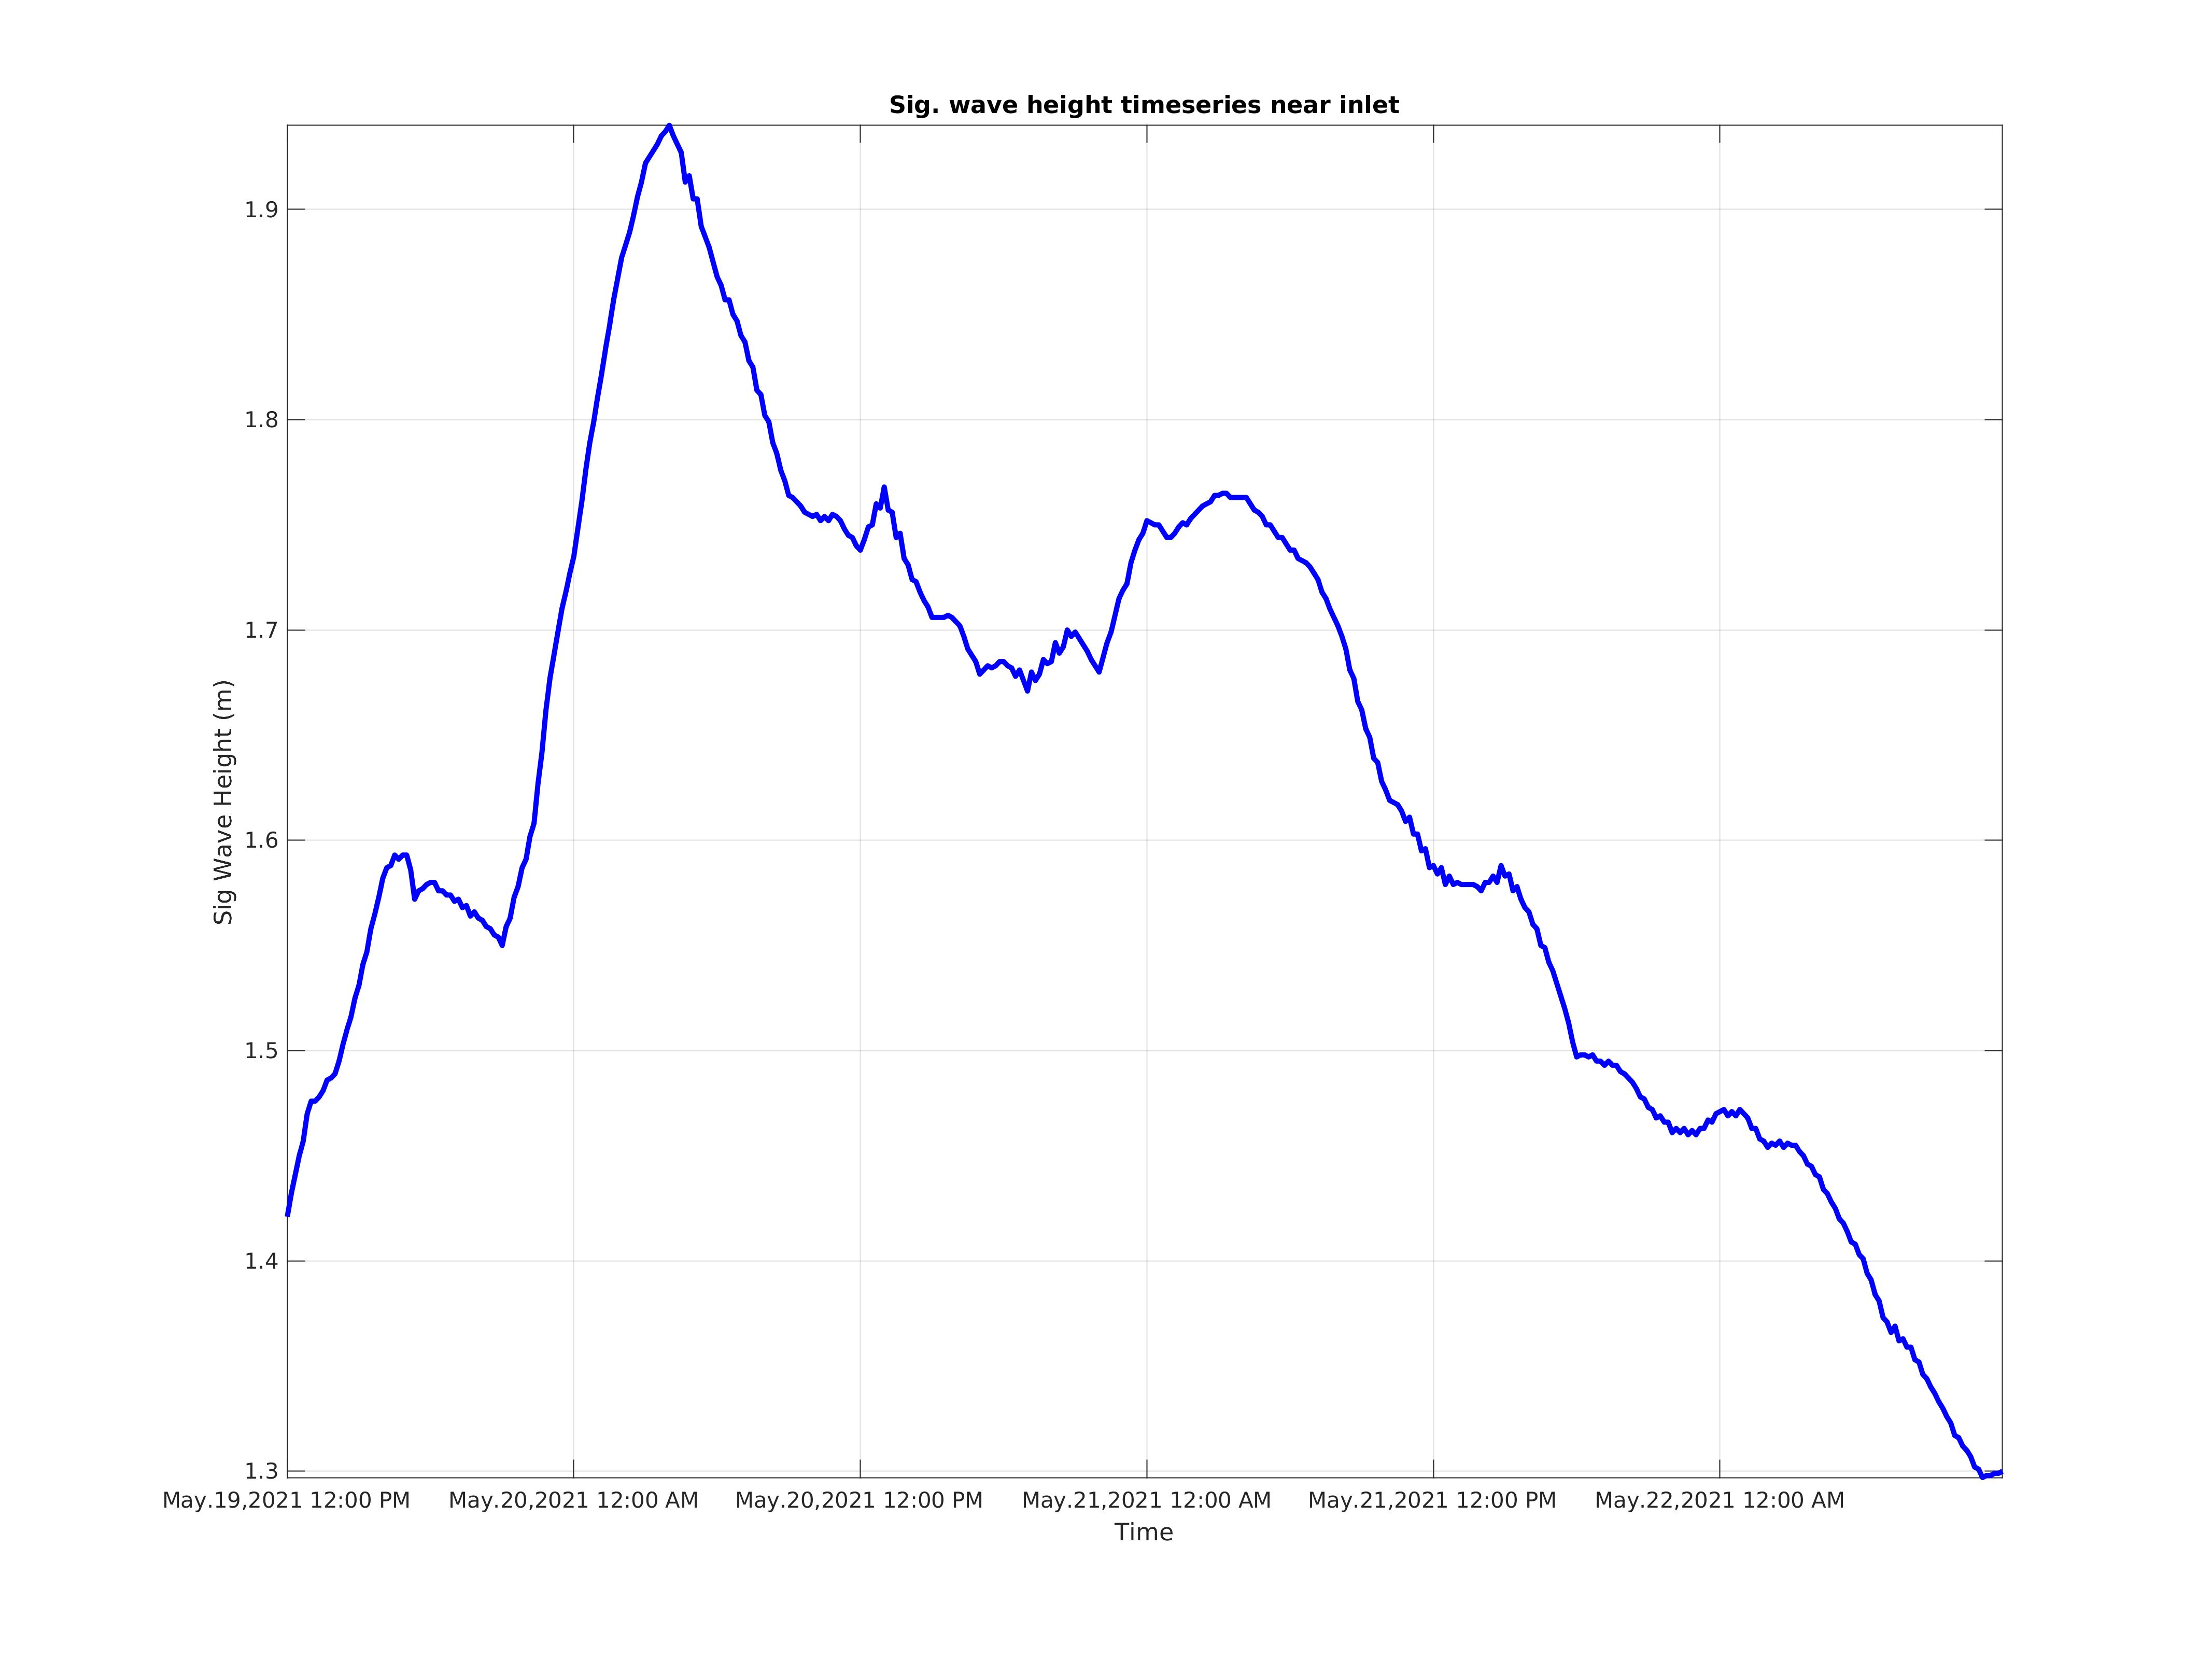 Sig. wave height timeseries near inlet
1.9
1.8
1.7
1.6
1.5
1.4
1.3
Sig Wave Height (m)
May.19,2021 12:00 PM May.20,2021 12:00 AM May.20,2021 12:00 PM May.21,2021 12:00 AM May.21,2021 12:00 PM May.22,2021 12:00 AM
Time